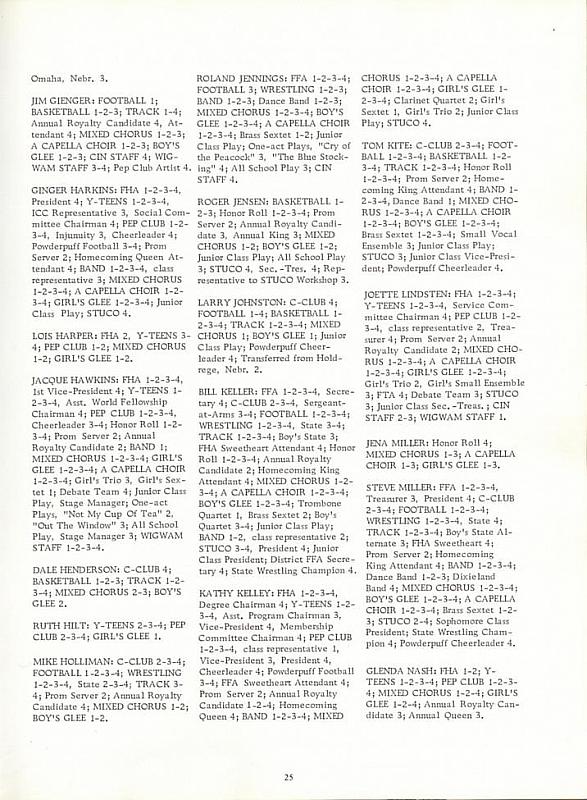 Omaha, Nebr. 3.
JIM GIENGER: FOOTBALL 1;
BASKETBALL 1-2-3; TRACK 1-4;
Annual Royalty Candidate 4, At-
tendant 4; MIXED CHORUS 1-2-3;
A CAPELLA CHOIR 1-2-3; BOY'S
GLEE 1-2-3; CIN STAFF 4; WIG-
WAM STAFF 3-4; Pep Club Artist 4.
GINGER HARKINS: FHA 1-2-3-4,
President 4; Y-TEENS 1-2-3-4,
ICC Representative 3, Social Com-
mittee Chairman 4; PEP CLUB 1-2-
3-4, Injunuity 3, Cheerleader 4;
Powderpuff Football 3-4; Prom
Server 2; Homecoming Queen At-
tendant 4; BAND 1-2-3-4, class
representative 3; MIXED CHORUS
1-2-3-4; A CAPELLA CHOIR 1-2-
3-4; GIRL'S GLEE 1-2-3-4; Junior
Class Play; STUCO 4.
LOIS HARPER: FHA 2, Y-TEENS 3-
4; PEP CLUB 1-2; MIXED CHORUS
1-2; GIRL'S GLEE 1-2.
JACQUE HAWKINS: FHA 1-2-3-4,
1st Vice-President 4; Y-TEENS 1-
2-3-4, Asst. World Fellowship
Chairman 4; PEP CLUB 1-2-3-4,
Cheerleader 3-4; Honor Roll 1-2-
3-4; Prom Server 2; Annual
Royalty Candidate 2; BAND 1;
MIXED CHORUS 1-2-3-4; GIRL'S
GLEE 1-2-3-4; A CAPELLA CHOIR
1-2-3-4; Girl's Trio 3, Girl's Sex-
tet 1; Debate Team 4; Junior Class
Play, Stage Manager; One-act
Plays, "Not My Cup Of Tea" 2,
"Out The Window" 3; All School
Play, Stage Manager 3; WIGWAM
STAFF 1-2-3-4.
DALE HENDERSON: C-CLUB 4;
BASKETBALL 1-2-3; TRACK 1-2-
3-4; MIXED CHORUS 2-3; BOY'S
GLEE 2.
RUTH HILT: Y-TEENS 2-3-4; PEP
CLUB 2-3-4; GIRL'S GLEE 1.
MIKE HOLLIMAN: C-CLUB 2-3-4;
FOOTBALL 1-2-3-4; WRESTLING
1-2-3-4, State 2-3-4; TRACK 3-
4; Prom Server 2; Annual Royalty
Candidate 4; MIXED CHORUS 1-2;
BOY'S GLEE 1-2.
ROLAND JENNINGS: FFA 1-2-3-4;
FOOTBALL 3; WRESTLING 1-2-3;
BAND 1-2-3; Dance Band 1-2-3;
MIXED CHORUS 1-2-3-4; BOY'S
GLEE 1-2-3-4; A CAPELLA CHOIR
1-2-3-4; Brass Sextet 1-2; Junior
Class Play; One-act Plays, "Cry of
the Peacock" 3, "The Blue Stock-
ing" 4; All School Play 3; CIN
STAFF 4.
ROGER JENSEN: BASKETBALL 1-
2-3; Honor Roll 1-2-3-4; Prom
Server 2; Annual Royalty Candi-
date 3, Annual King 3; MIXED
CHORUS 1-2; BOY'S GLEE 1-2;
Junior Class Play; All School Play
3; STUCO 4, Sec.-Tres. 4; Rep-
resentative to STUCO Workshop 3.
LARRY JOHNSTON: C-CLUB 4;
FOOTBALL 1-4; BASKETBALL 1-
2-3-4; TRACK 1-2-3-4; MIXED
CHORUS 1; BOY'S GLEE 1; Junior
Class Play; Powderpuff Cheer-
leader 4; Transferred from Hold-
rege, Nebr. 2.
BILL KELLER: FFA 1-2-3-4, Secre-
tary 4; C-CLUB 2-3-4, Sergeant-
at-Arms 3-4; FOOTBALL 1-2-3-4;
WRESTLING 1-2-3-4, State 3-4;
TRACK 1-2-3-4; Boy's State 3;
FHA Sweetheart Attendant 4; Honor
Roll 1-2-3-4; Annual Royalty
Candidate 2; Homecoming King
Attendant 4; MIXED CHORUS 1-2-
3-4; A CAPELLA CHOIR 1-2-3-4;
BOY'S GLEE 1-2-3-4; Trombone
Quartet 1, Brass Sextet 2; Boy's
Quartet 3-4; Junior Class Play;
BAND 1-2, class representative 2;
STUCO 3-4, President 4; Junior
Class President; District FFA Secre-
tary 4; State Wrestling Champion 4.
KATHY KELLEY: FHA 1-2-3-4,
Degree Chairman 4; Y-TEENS 1-2-
3-4, Asst. Program Chairman 3,
Vice-President 4, Membership
Committee Chairman 4; PEP CLUB
1-2-3-4, class representative 1,
Vice-President 3, President 4,
Cheerleader 4; Powderpuff Football
3-4; FFA Sweetheart Attendant 4;
Prom Server 2; Annual Royalty
Candidate 1-2-4; Homecoming
Queen 4; BAND 1-2-3-4; MIXED
CHORUS 1-2-3-4; A CAPELLA
CHOIR 1-2-3-4; GIRL'S GLEE 1-
2-3-4; Clarinet Quartet 2; Girl's
Sextet 1, Girl's Trio 2; Junior Class
Play; STUCO 4.
TOM KITE: C-CLUB 2-3-4; FOOT-
BALL 1-2-3-4; BASKETBALL 1-2-
3-4; TRACK 1-2-3-4; Honor Roll
1-2-3-4; Prom Server 2; Home-
coming King Attendant 4; BAND 1-
2-3-4, Dance Band 1; MIXED CHO-
RUS 1-2-3-4; A CAPELLA CHOIR
1-2-3-4; BOY'S GLEE 1-2-3-4;
Brass Sextet 1-2-3-4; Small Vocal
Ensemble 3; Junior Class Play;
STUCO 3; Junior Class Vice-Presi-
dent; Powderpuff Cheerleader 4.
JOETTE LINDSTEN: FHA 1-2-3-4;
Y-TEENS 1-2-3-4, Service Com-
mittee Chairman 4; PEP CLUB 1-2-
3-4, class representative 2, Trea-
surer 4; Prom Server 2; Annual
Royalty Candidate 2; MIXED CHO-
RUS 1-2-3-4; A CAPELLA CHOIR
1-2-3-4; GIRL'S GLEE 1-2-3-4;
Girl's Trio 2, Girl's Small Ensemble
3; FTA 4; Debate Team 3; STUCO
3; Junior Class Sec.-Treas.; CIN
STAFF 2-3; WIGWAM STAFF 1.
JENA MILLER: Honor Roll 4;
MIXED CHORUS 1-3; A CAPELLA
CHOIR 1-3; GIRL'S GLEE 1-3.
STEVE MILLER: FFA 1-2-3-4,
Treasurer 3, President 4; C-CLUB
2-3-4; FOOTBALL 1-2-3-4;
WRESTLING 1-2-3-4, State 4;
TRACK 1-2-3-4; Boy's State Al-
ternate 3; FHA Sweetheart 4;
Prom Server 2; Homecoming
King Attendant 4; BAND 1-2-3-4;
Dance Band 1-2-3; Dixieland
Band 4; MIXED CHORUS 1-2-3-4;
BOY'S GLEE 1-2-3-4; A CAPELLA
CHOIR 1-2-3-4; Brass Sextet 1-2-
3; STUCO 2-4; Sophomore Class
President; State Wrestling Cham-
pion 4; Powderpuff Cheerleader 4.
GLENDA NASH: FHA 1-2; Y-
TEENS 1-2-3-4; PEP CLUB 1-2-3-
4; MIXED CHORUS 1-2-4; GIRL'S
GLEE 1-2-4; Annual Royalty Can-
didate 3; Annual Queen 3.
25